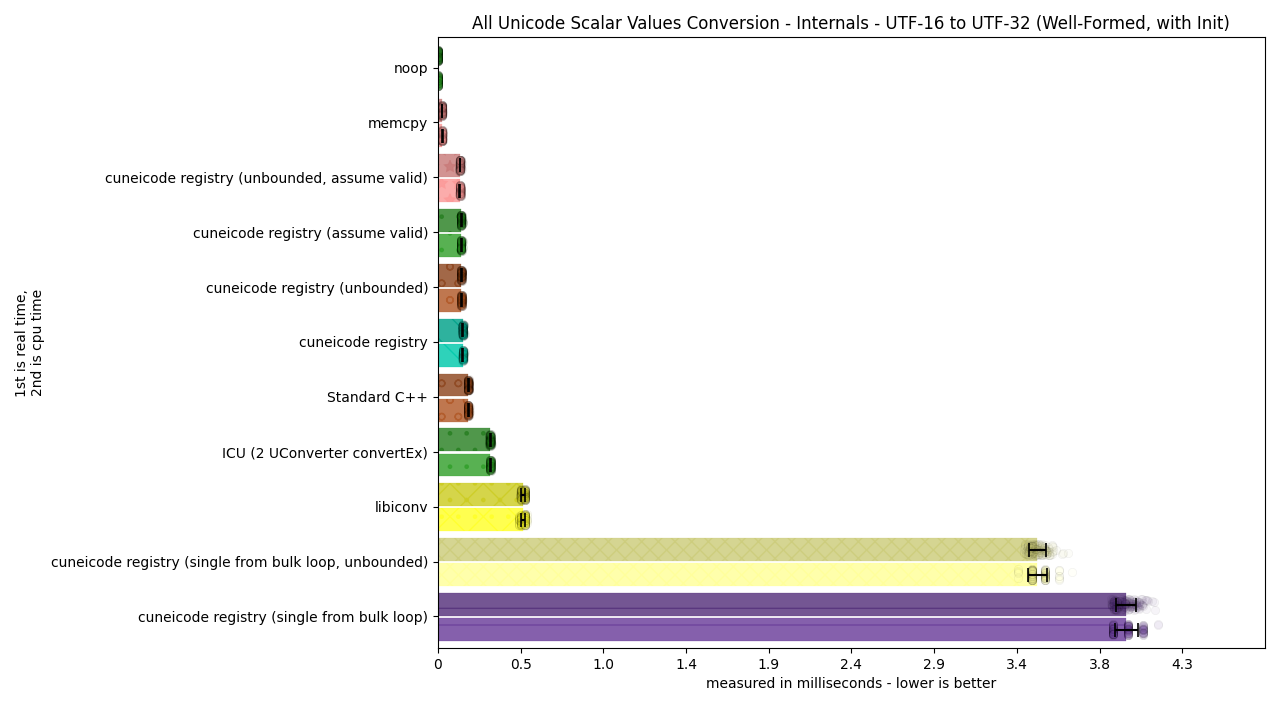 All Unicode Scalar Values Conversion - Internals - UTF-16 to UTF-32 (Well-Formed, with Init)
1st is real time,
2nd is cpu time
noop
memcpy
cuneicode registry (unbounded, assume valid)
cuneicode registry (assume valid)
cuneicode registry (unbounded)
cuneicode registry
Standard C++
ICU (2 UConverter convertEx)
libiconv
cuneicode registry (single from bulk loop, unbounded)
cuneicode registry (single from bulk loop)
0 0.5 1.0 1.4 1.9 2.4 2.9 3.4 3.8 4.3
measured in milliseconds - lower is better